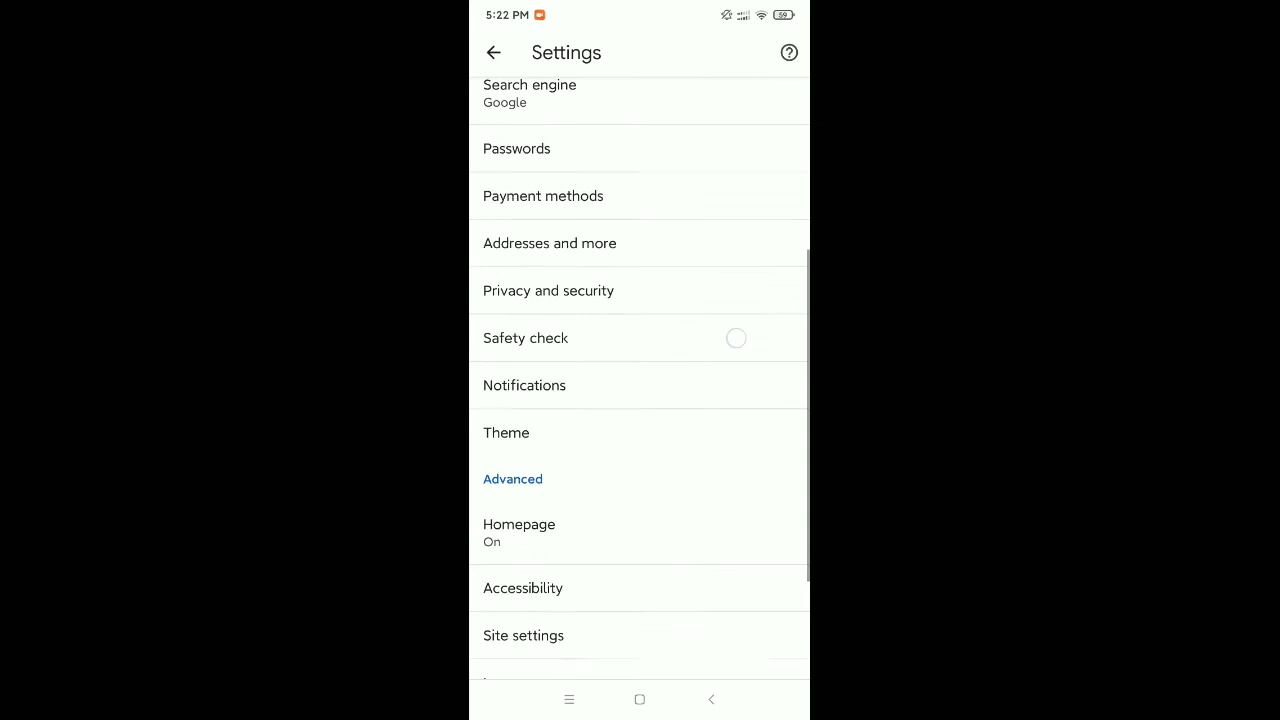 5:22 PM
59
Settings
Search engine
Google
Passwords
Payment methods
Addresses and more
Privacy and security
Safety check
Notifications
Theme
Advanced
Homepage
On
Accessibility
Site settings